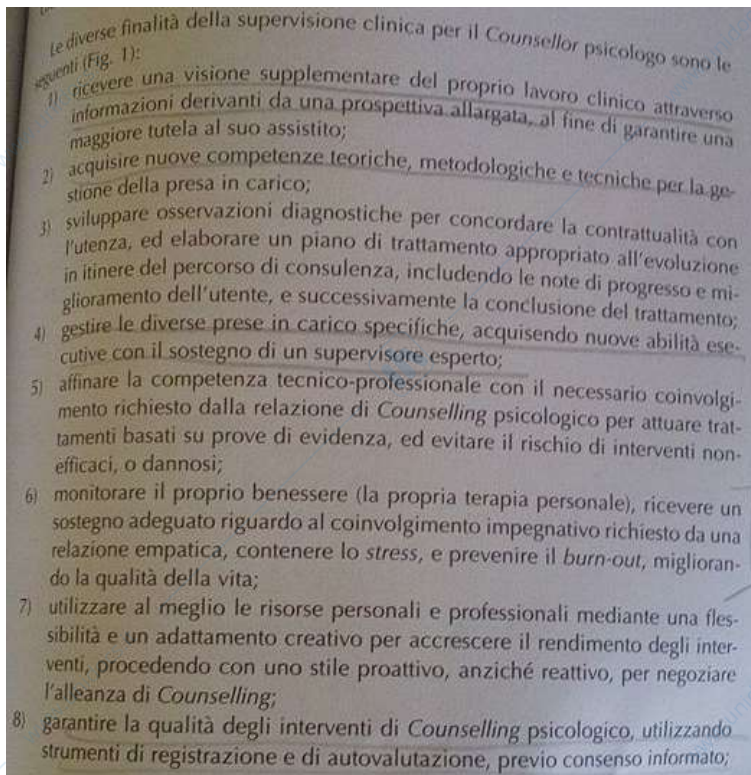 Le diverse finalità della supervisione clinica per il Counsellor psicologo sono le
seguenti (Fig. 1):
1) ricevere una visione supplementare del proprio lavoro clinico attraverso
informazioni derivanti da una prospettiva allargata, al fine di garantire una
maggiore tutela al suo assistito;
2) acquisire nuove competenze teoriche, metodologiche e tecniche per la ge-
stione della presa in carico;
3) sviluppare osservazioni diagnostiche per concordare la contrattualità con
l'utenza, ed elaborare un piano di trattamento appropriato all'evoluzione
in itinere del percorso di consulenza, includendo le note di progresso e mi-
glioramento dell'utente, e successivamente la conclusione del trattamento;
4) gestire le diverse prese in carico specifiche, acquisendo nuove abilità ese-
cutive con il sostegno di un supervisore esperto;
5) affinare la competenza tecnico-professionale con il necessario coinvolgi-
mento richiesto dalla relazione di Counselling psicologico per attuare trat-
tamenti basati su prove di evidenza, ed evitare il rischio di interventi non-
efficaci, o dannosi;
6) monitorare il proprio benessere (la propria terapia personale), ricevere un
sostegno adeguato riguardo al coinvolgimento impegnativo richiesto da una
relazione empatica, contenere lo stress, e prevenire il burn-out, miglioran-
do la qualità della vita;
7) utilizzare al meglio le risorse personali e professionali mediante una fles-
sibilità e un adattamento creativo per accrescere il rendimento degli inter-
venti, procedendo con uno stile proattivo, anziché reattivo, per negoziare
l'alleanza di Counselling;
8) garantire la qualità degli interventi di Counselling psicologico, utilizzando
strumenti di registrazione e di autovalutazione, previo consenso informato;